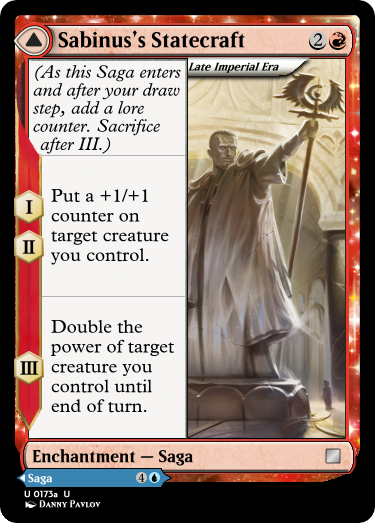 Sabinus's Statecraft 2
Late Imperial Era
(As this Saga enters
and after your draw
step, add a lore
counter. Sacrifice
after III.)
I
II
Put a +1/+1
counter on
target creature
you control.
III
Double the
power of target
creature you
control until
end of turn.
Enchantment — Saga
Saga 4
U 0173a U
Danny Pavlov